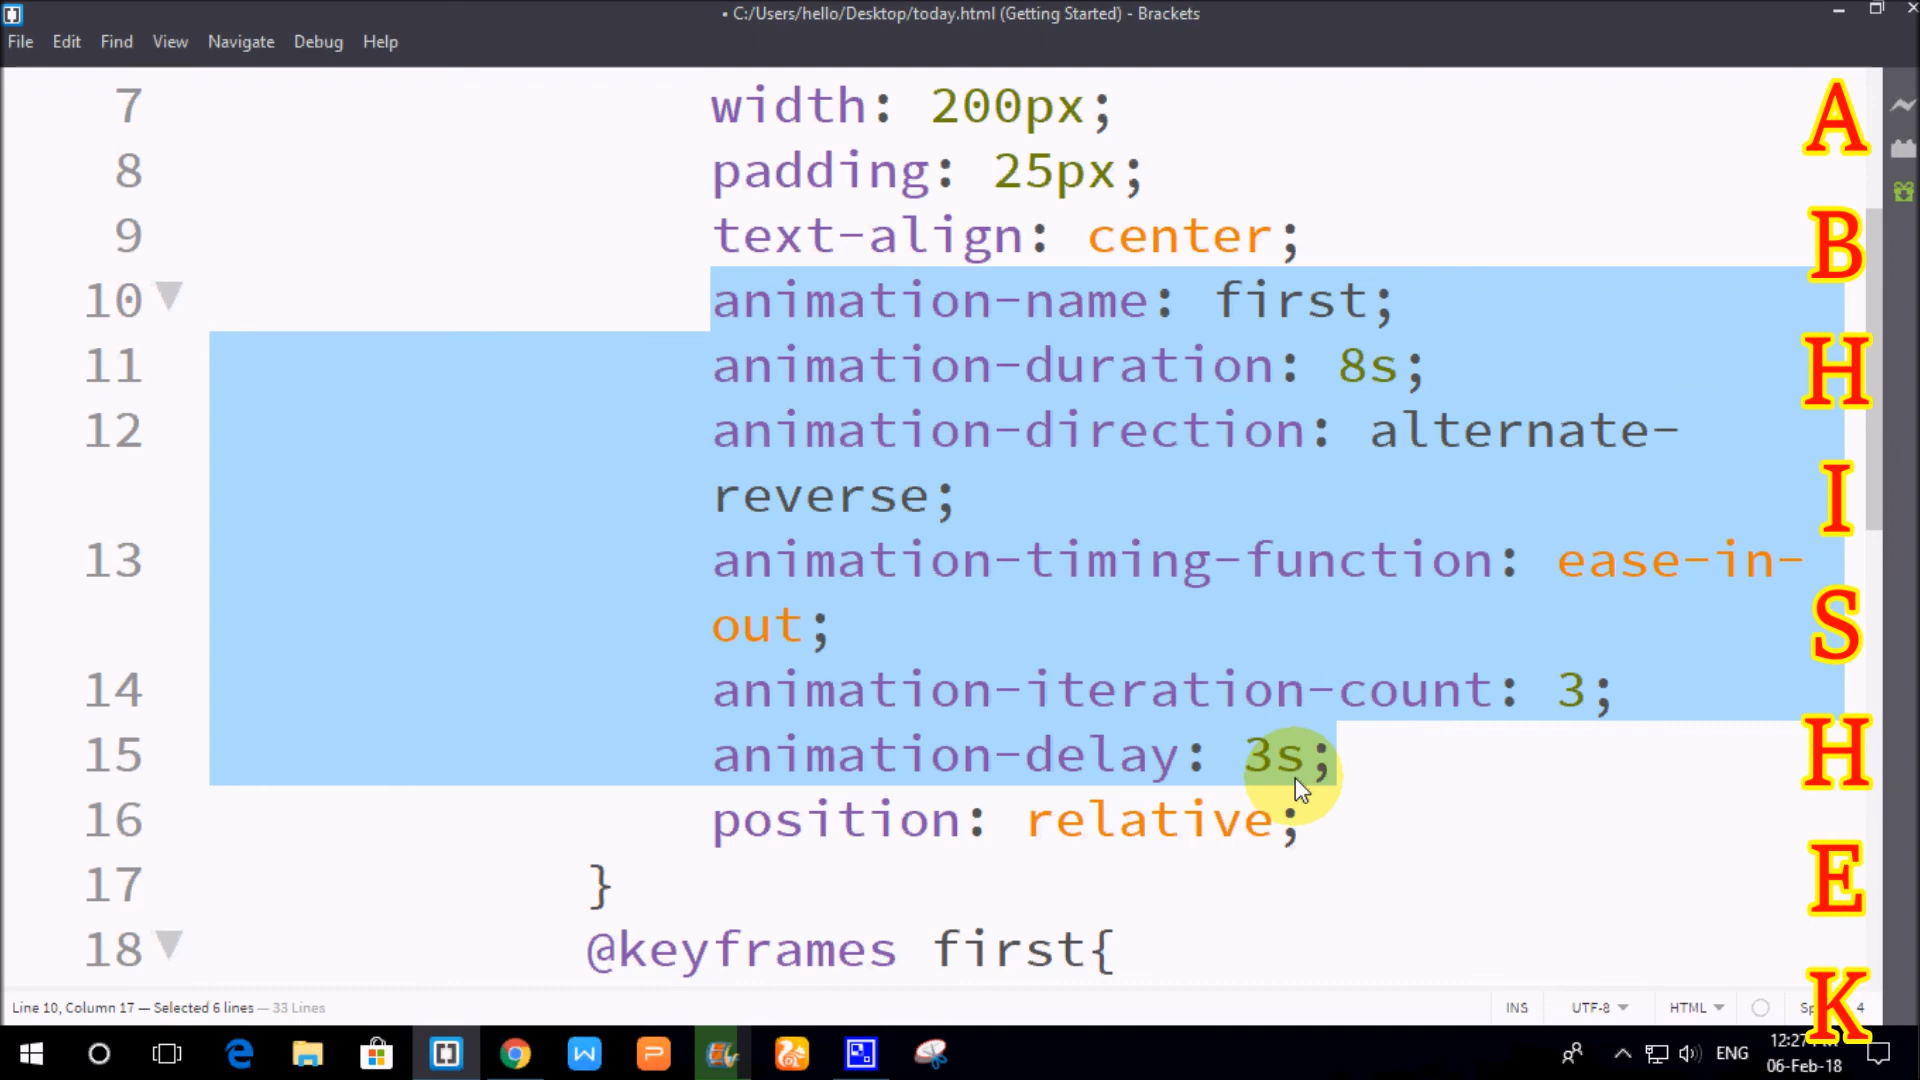 • C:/Users/hello/Desktop/today.html (Getting Started) - Brackets
File Edit Find View Navigate Debug Help
7 width: 200px;
8 padding: 25px;
9 text-align: center;
10 animation-name: first;
11 animation-duration: 8s;
12 animation-direction: alternate-
reverse;
13 animation-timing-function: ease-in-
out;
14 animation-iteration-count: 3;
15 animation-delay: 3s;
16 position: relative;
17 }
18 @keyframes first{
A
B
H
I
S
H
E
K
Line 10, Column 17 — Selected 6 lines — 33 Lines
INS UTF-8 HTML 4
ENG
06-Feb-18